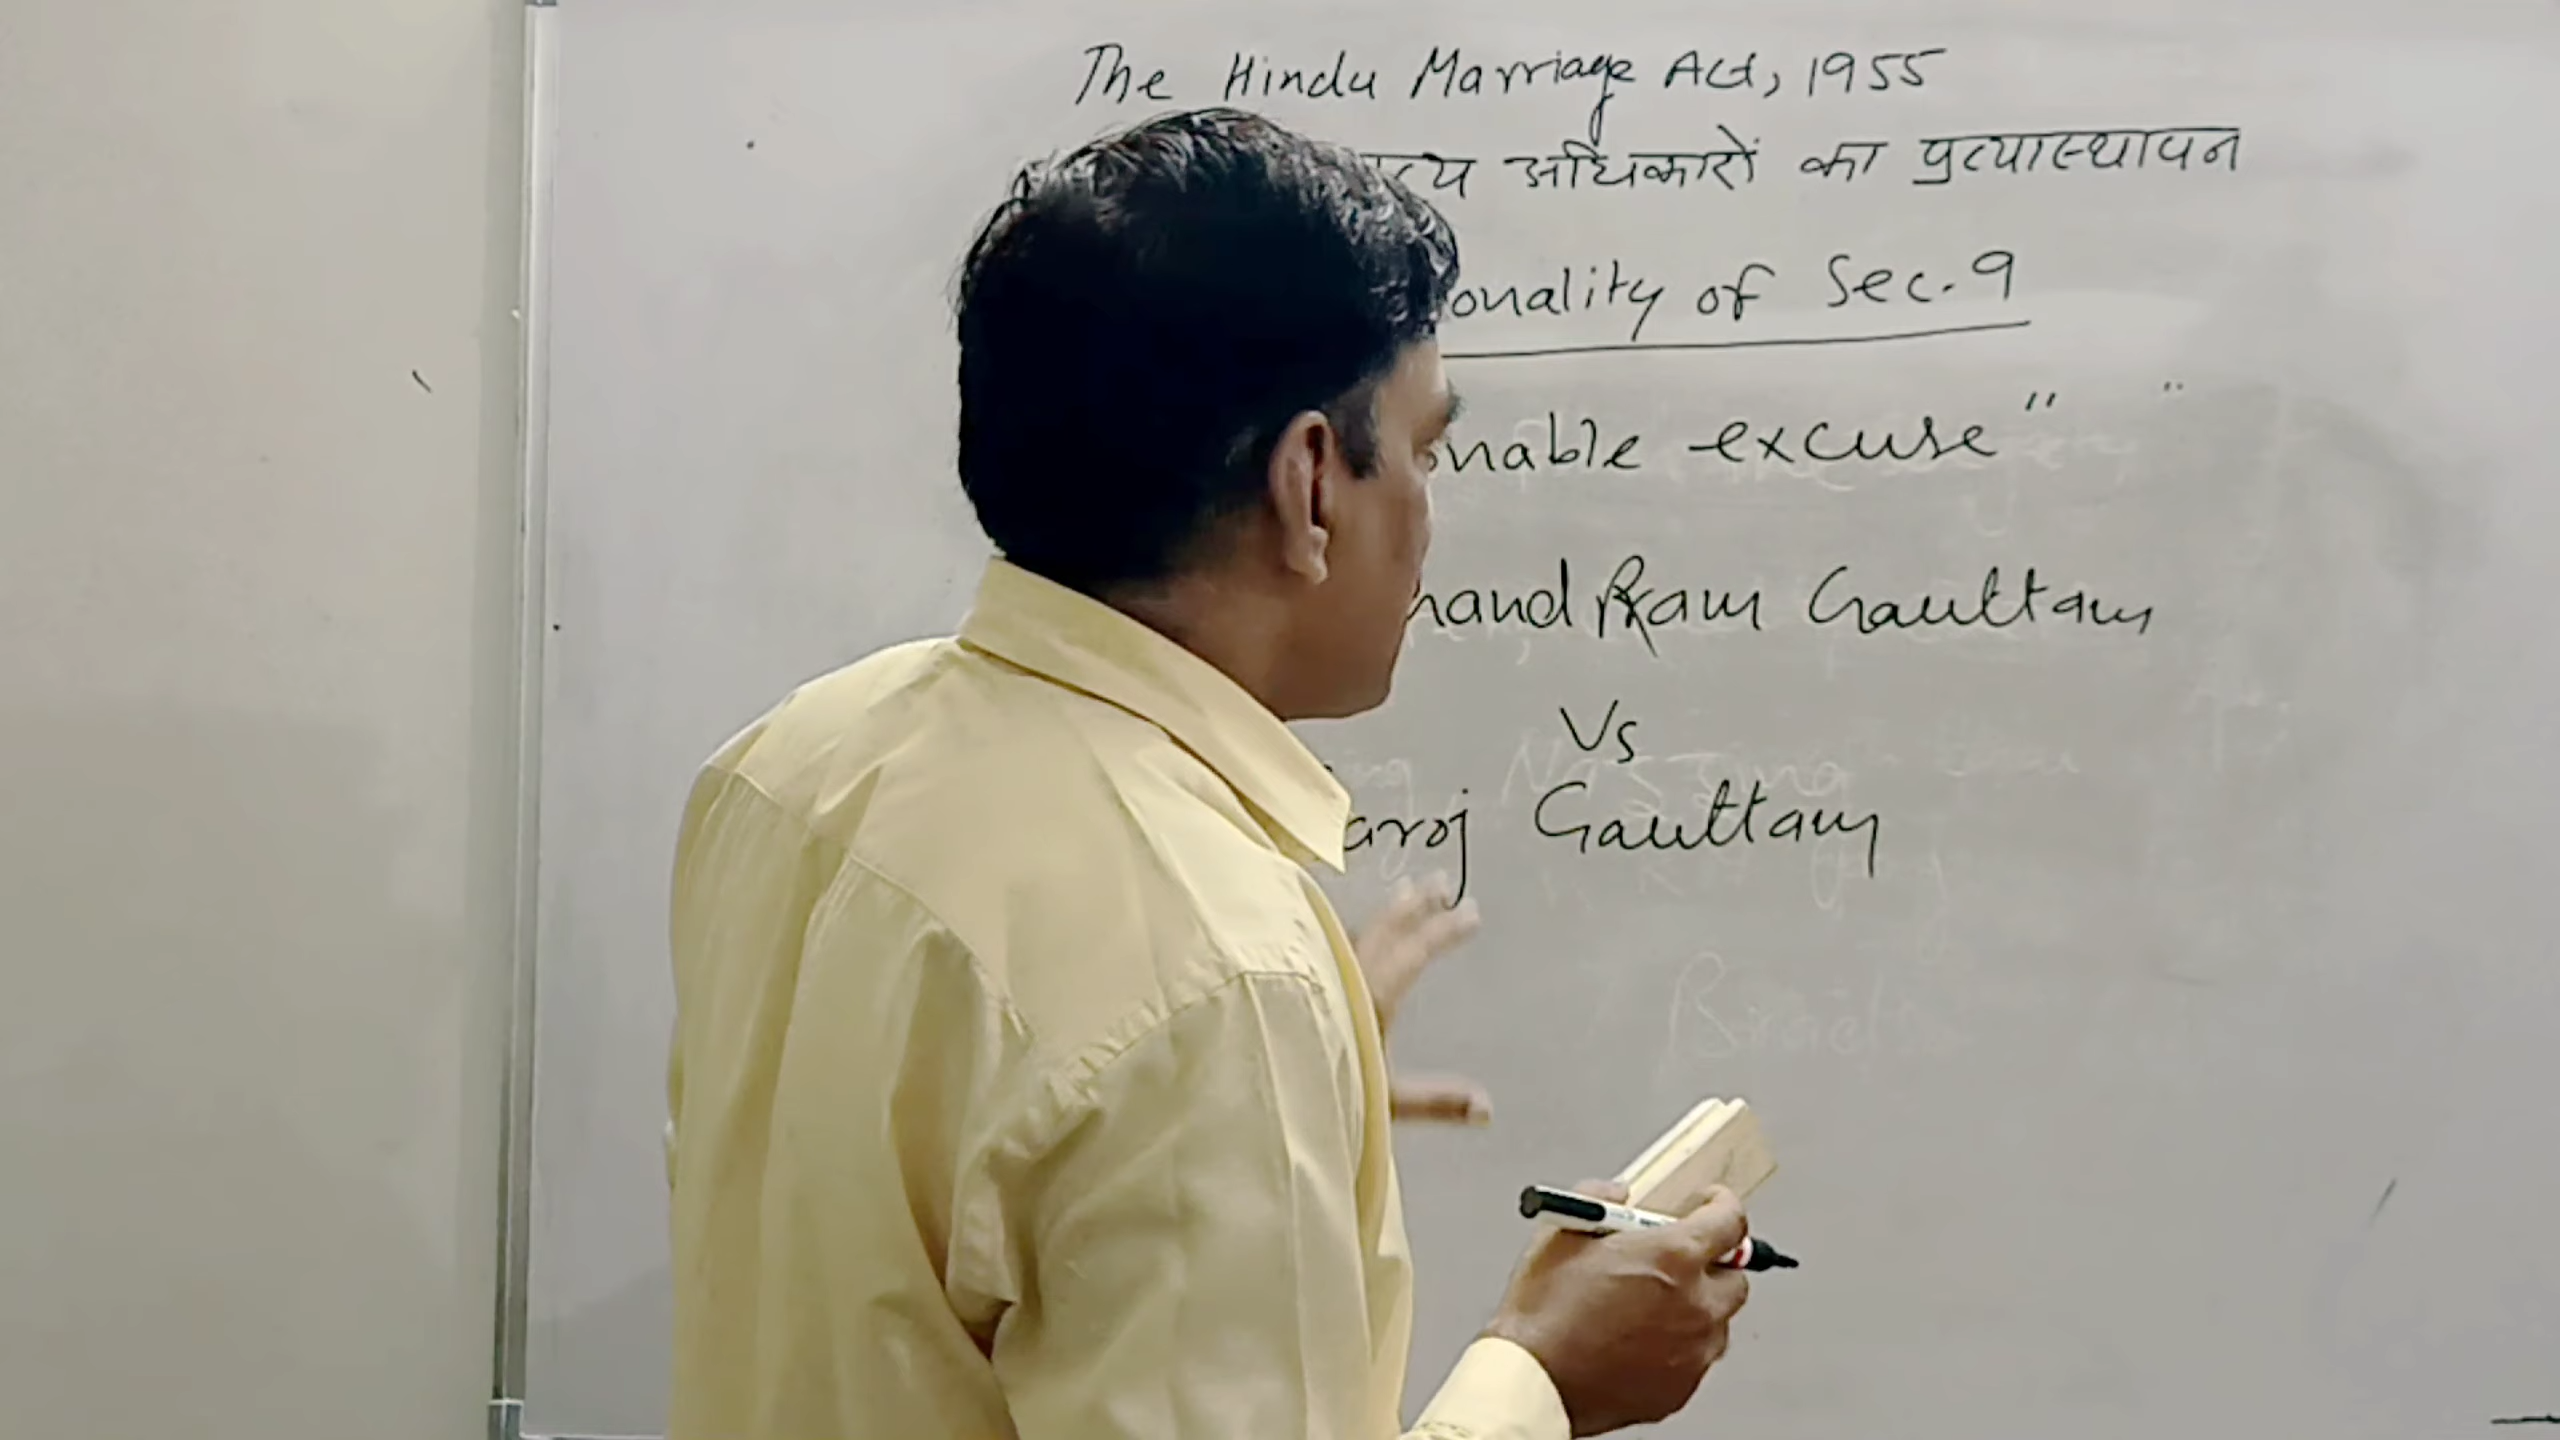 The Hindu Marriage Act, 1955
त्य अधिकारों का प्रत्यास्थापन
onality of Sec. 9
nable excuse"
hand Ram Gauttam
Vs
aroj Gauttam